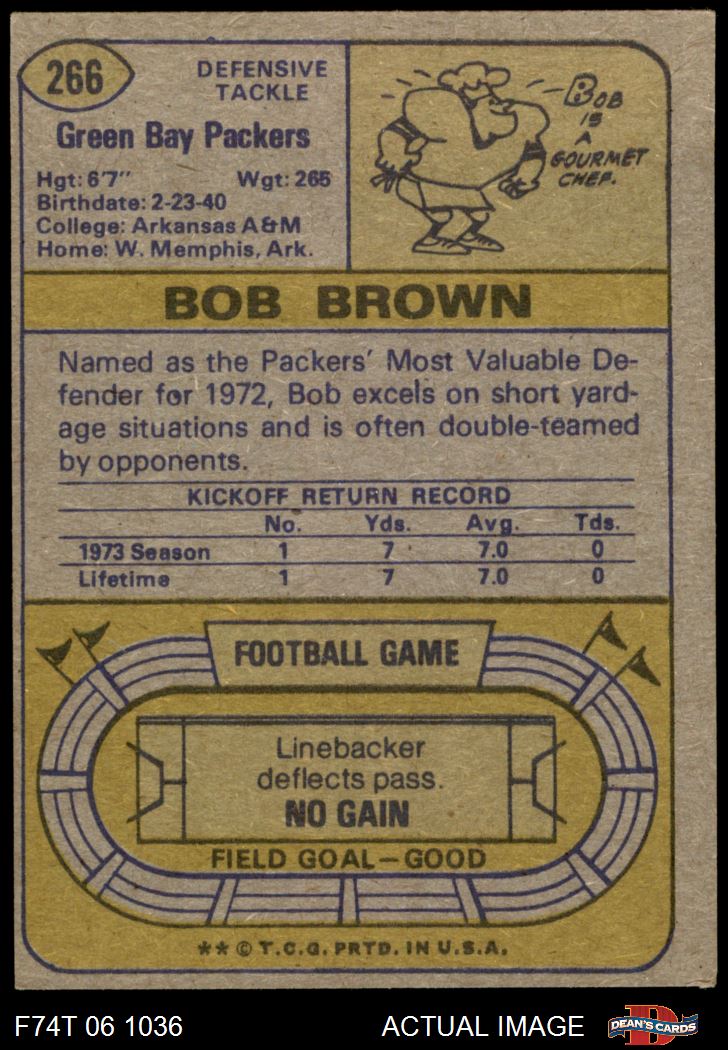 266
DEFENSIVE
TACKLE
Green Bay Packers
Hgt: 6'7" Wgt: 265
Birthdate: 2-23-40
College: Arkansas A&M
Home: W. Memphis, Ark.
BOB
IS
A
GOURMET
CHEF.
BOB BROWN
Named as the Packers' Most Valuable De-
fender for 1972, Bob excels on short yard-
age situations and is often double-teamed
by opponents.
KICKOFF RETURN RECORD
No. Yds. Avg. Tds.
1973 Season 1 7 7.0 0
Lifetime 1 7 7.0 0
FOOTBALL GAME
Linebacker
deflects pass.
NO GAIN
FIELD GOAL—GOOD
** © T.C.G. PRTD. IN U.S.A.
F74T 06 1036 ACTUAL IMAGE
D
DEAN'S CARDS